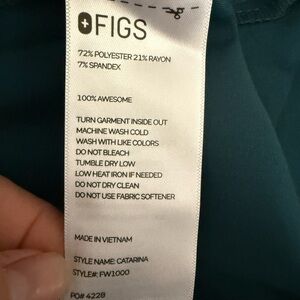 FIGS
72% POLYESTER 21% RAYON
7% SPANDEX
100% AWESOME
TURN GARMENT INSIDE OUT
MACHINE WASH COLD
WASH WITH LIKE COLORS
DO NOT BLEACH
TUMBLE DRY LOW
LOW HEAT IRON IF NEEDED
DO NOT DRY CLEAN
DO NOT USE FABRIC SOFTENER
MADE IN VIETNAM
STYLE NAME: CATARINA
STYLE#: FW1000
PO# 4228